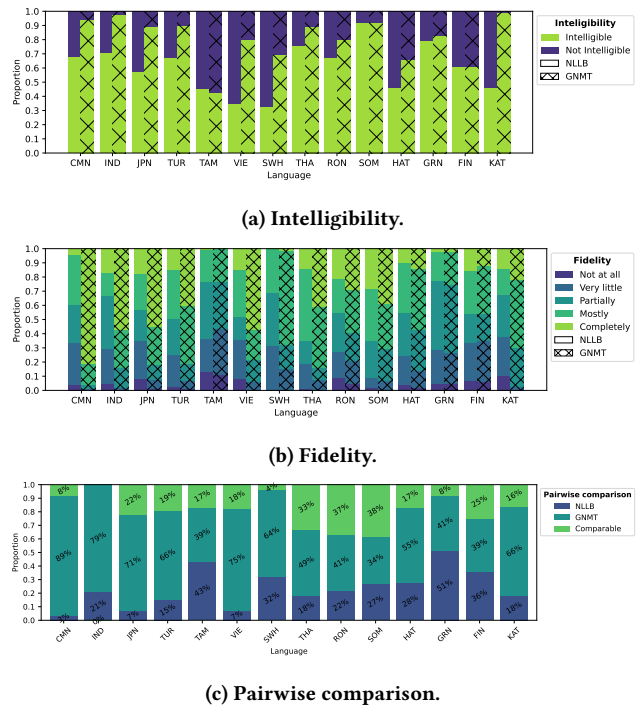 1.0
0.9
0.8
0.7
0.6
0.5
0.4
0.3
0.2
0.1
0.0
Proportion
CMN IND JPN TUR TAM VIE SWH THA RON SOM HAT GRN FIN KAT
Language
Inteligibility
Intelligible
Not Intelligible
NLLB
GNMT
(a) Intelligibility.
1.0
0.9
0.8
0.7
0.6
0.5
0.4
0.3
0.2
0.1
0.0
Proportion
CMN IND JPN TUR TAM VIE SWH THA RON SOM HAT GRN FIN KAT
Language
Fidelity
Not at all
Very little
Partially
Mostly
Completely
NLLB
GNMT
(b) Fidelity.
1.0
0.9
0.8
0.7
0.6
0.5
0.4
0.3
0.2
0.1
0.0
Proportion
8% 22% 19% 17% 18% 4% 33% 37% 38% 17% 8% 25% 16%
89% 79% 71% 66% 39% 75% 64% 49% 41% 34% 55% 41% 39% 66%
3% 21% 7% 15% 43% 7% 32% 18% 22% 27% 28% 51% 36% 18%
0%
CMN IND JPN TUR TAM VIE SWH THA RON SOM HAT GRN FIN KAT
Language
Pairwise comparison
NLLB
GNMT
Comparable
(c) Pairwise comparison.